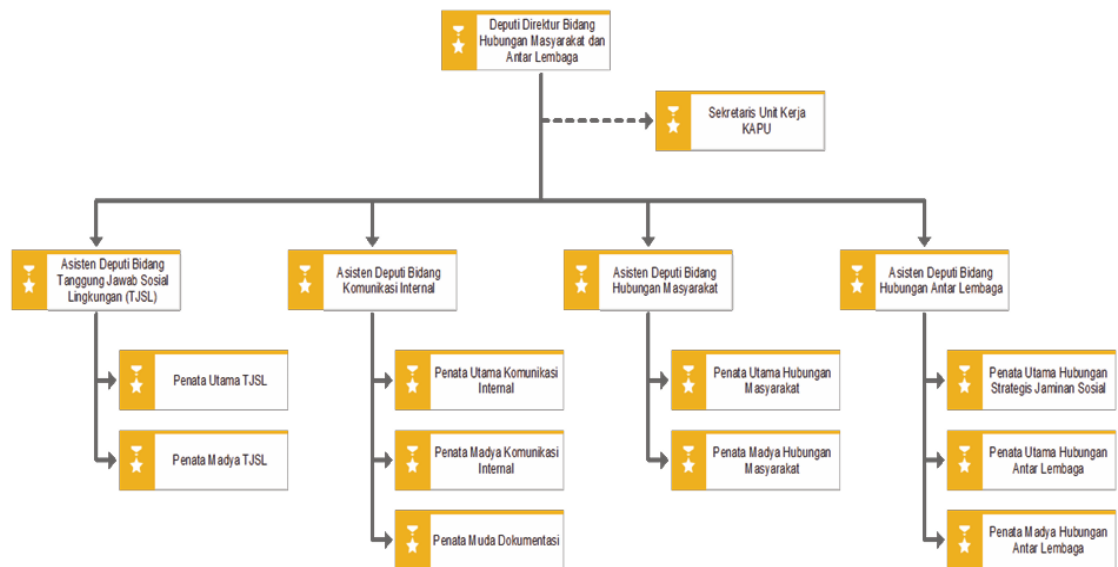 Deputi Direktur Bidang
Hubungan Masyarakat dan
Antar Lembaga
Sekretaris Unit Kerja
KAPU
Asisten Deputi Bidang
Tanggung Jawab Sosial
Lingkungan (TJSL)
Asisten Deputi Bidang
Komunikasi Internal
Asisten Deputi Bidang
Hubungan Masyarakat
Asisten Deputi Bidang
Hubungan Antar Lembaga
Penata Utama TJSL
Penata Utama Komunikasi
Internal
Penata Utama Hubungan
Masyarakat
Penata Utama Hubungan
Strategis Jaminan Sosial
Penata Madya TJSL
Penata Madya Komunikasi
Internal
Penata Madya Hubungan
Masyarakat
Penata Utama Hubungan
Antar Lembaga
Penata Muda Dokumentasi
Penata Madya Hubungan
Antar Lembaga